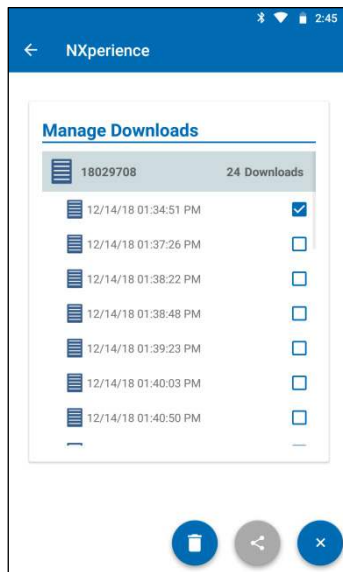 2:45
NXperience
Manage Downloads
18029708 24 Downloads
12/14/18 01:34:51 PM
12/14/18 01:37:26 PM
12/14/18 01:38:22 PM
12/14/18 01:38:48 PM
12/14/18 01:39:23 PM
12/14/18 01:40:03 PM
12/14/18 01:40:50 PM